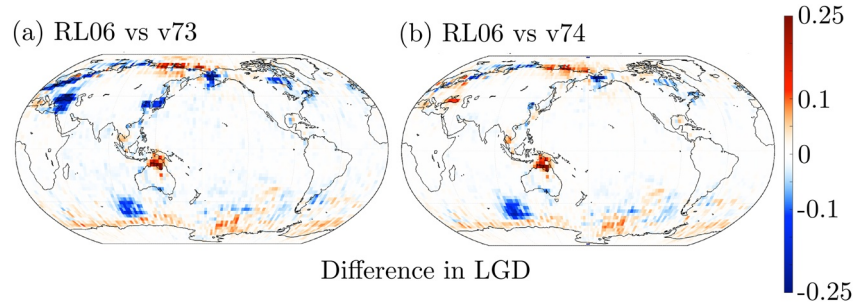 (a) RL06 vs v73
(b) RL06 vs v74
0.25
0.1
0
-0.1
-0.25
Difference in LGD